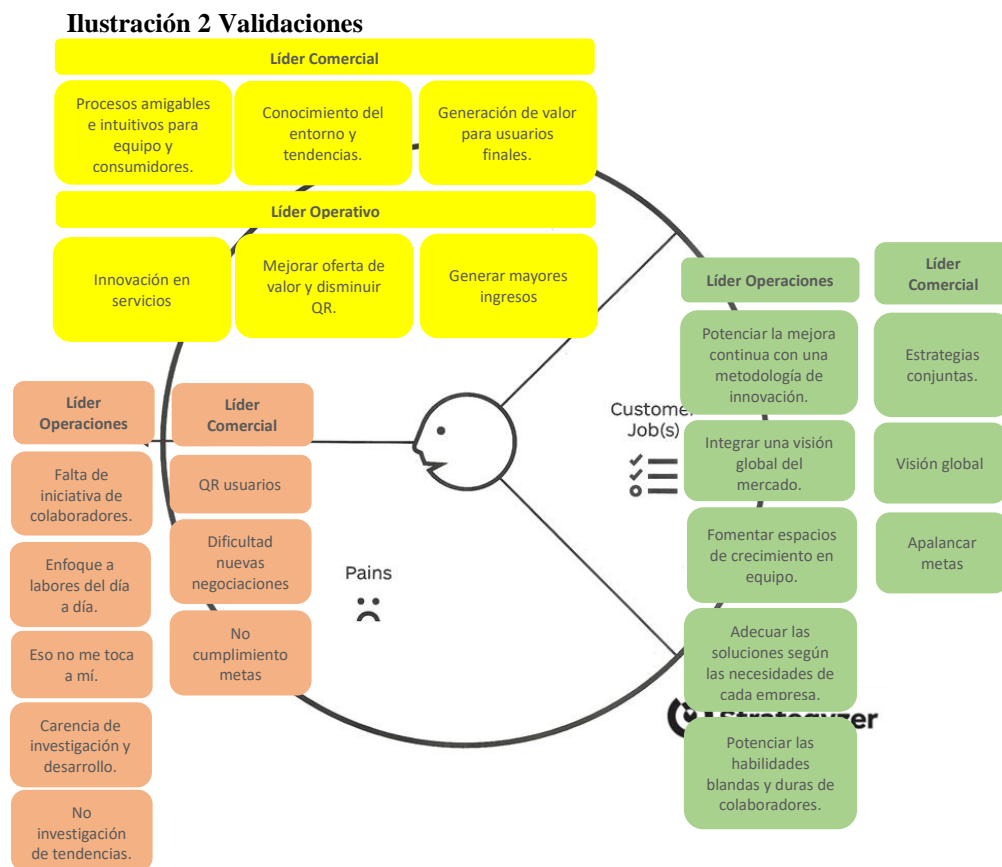 Ilustración 2 Validaciones
Líder Comercial
Procesos amigables
e intuitivos para
equipo y
consumidores.
Conocimiento del
entorno y
tendencias.
Generación de valor
para usuarios
finales.
Líder Operativo
Innovación en
servicios
Mejorar oferta de
valor y disminuir
QR.
Generar mayores
ingresos
Líder
Operaciones
Falta de
iniciativa de
colaboradores.
Enfoque a
labores del día
a día.
Eso no me toca
a mí.
Carencia de
investigación y
desarrollo.
No
investigación
de tendencias.
Líder
Comercial
QR usuarios
Dificultad
nuevas
negociaciones
No
cumplimiento
metas
Pains
Customer
Job(s)
Líder Operaciones
Potenciar la mejora
continua con una
metodología de
innovación.
Integrar una visión
global del
mercado.
Fomentar espacios
de crecimiento en
equipo.
Adecuar las
soluciones según
las necesidades de
cada empresa.
Potenciar las
habilidades
blandas y duras de
colaboradores.
Líder
Comercial
Estrategias
conjuntas.
Visión global
Apalancar
metas
Strategyzer